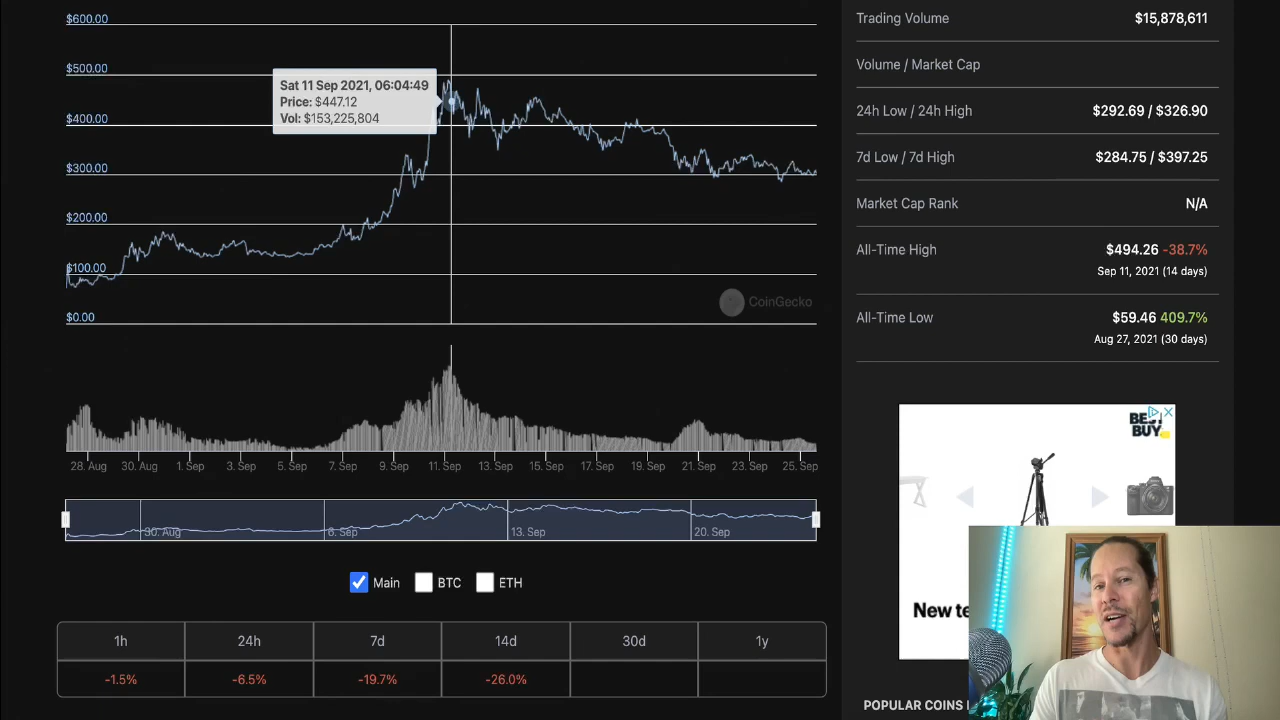 $600.00
$500.00
$400.00
$300.00
$200.00
$100.00
$0.00
Sat 11 Sep 2021, 06:04:49
Price: $447.12
Vol: $153,225,804
CoinGecko
28. Aug 30. Aug 1. Sep 3. Sep 5. Sep 7. Sep 9. Sep 11. Sep 13. Sep 15. Sep 17. Sep 19. Sep 21. Sep 23. Sep 25. Sep
30. Aug 6. Sep 13. Sep 20. Sep
Main BTC ETH
1h 24h 7d 14d 30d 1y
-1.5% -6.5% -19.7% -26.0%
Trading Volume $15,878,611
Volume / Market Cap
24h Low / 24h High $292.69 / $326.90
7d Low / 7d High $284.75 / $397.25
Market Cap Rank N/A
All-Time High $494.26 -38.7%
Sep 11, 2021 (14 days)
All-Time Low $59.46 409.7%
Aug 27, 2021 (30 days)
BEST
BUY
New te
POPULAR COINS